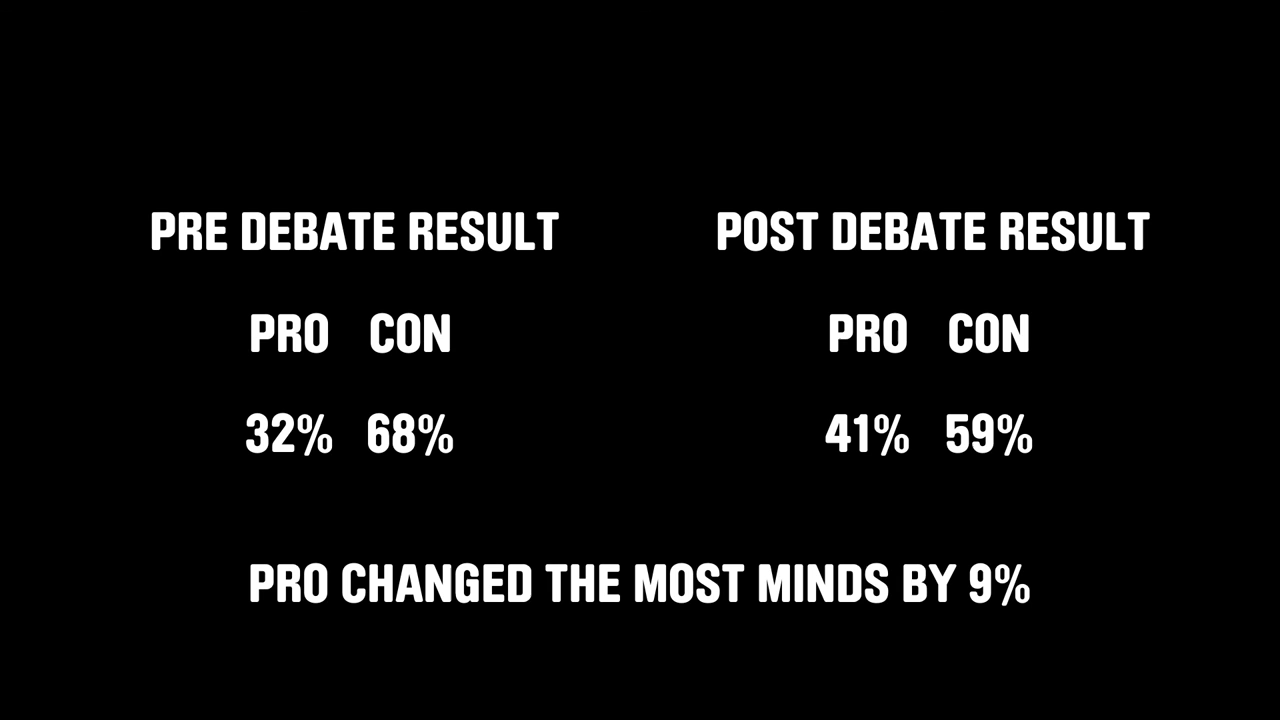 PRE DEBATE RESULT
POST DEBATE RESULT
PRO CON
PRO CON
32% 68%
41% 59%
PRO CHANGED THE MOST MINDS BY 9%